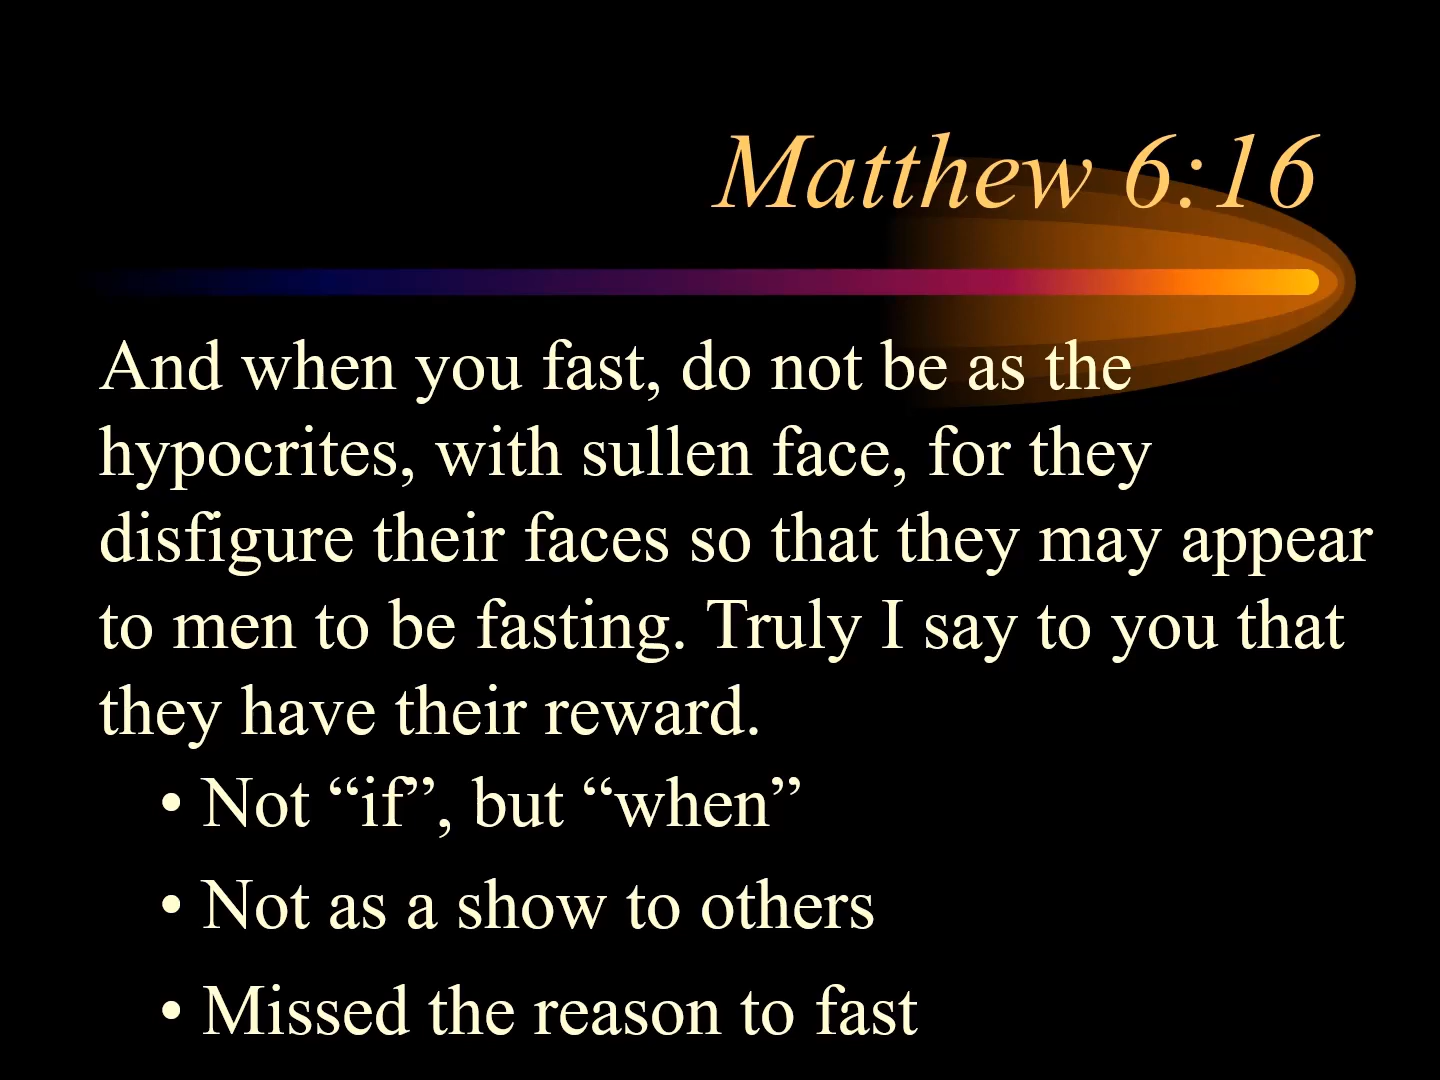 Matthew 6:16
And when you fast, do not be as the
hypocrites, with sullen face, for they
disfigure their faces so that they may appear
to men to be fasting. Truly I say to you that
they have their reward.
• Not “if”, but “when”
• Not as a show to others
• Missed the reason to fast